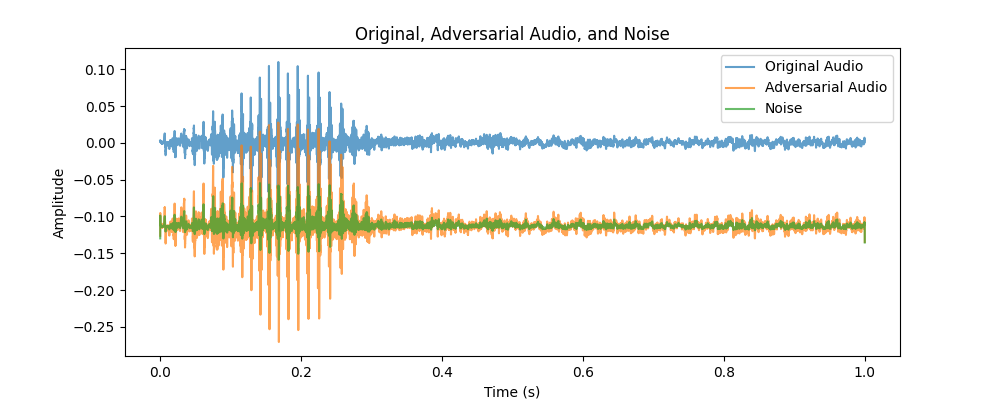 Original, Adversarial Audio, and Noise
Original Audio
Adversarial Audio
Noise
Amplitude
0.10
0.05
0.00
−0.05
−0.10
−0.15
−0.20
−0.25
0.0
0.2
0.4
0.6
0.8
1.0
Time (s)